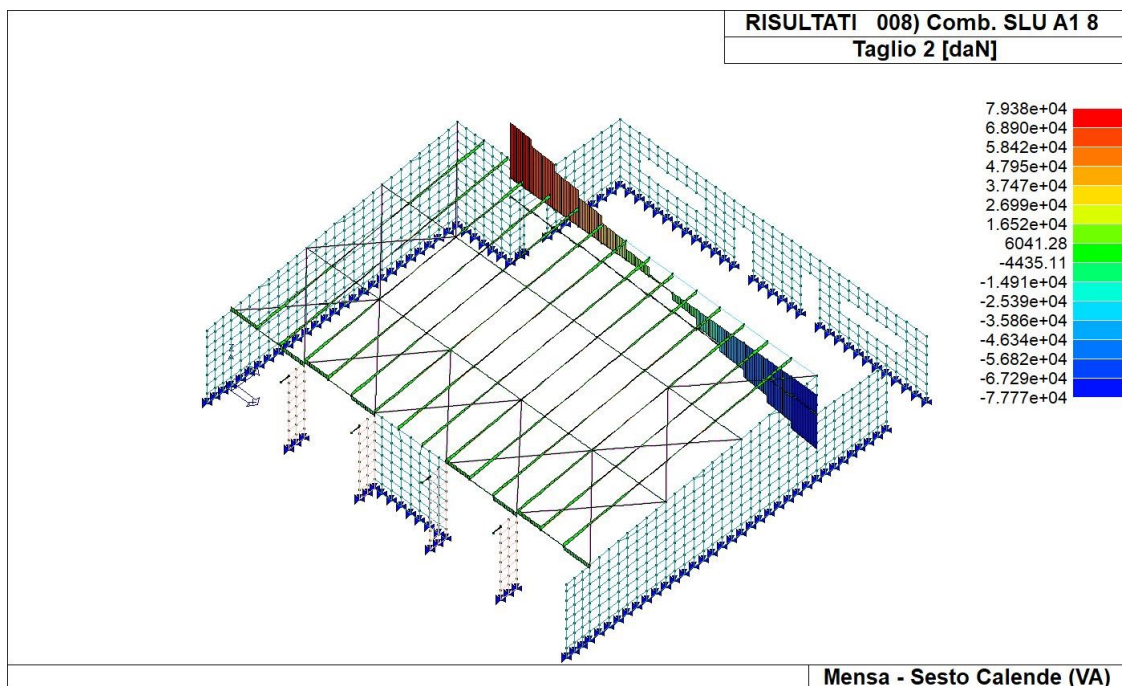 RISULTATI 008) Comb. SLU A1 8
Taglio 2 [daN]
7.938e+04
6.890e+04
5.842e+04
4.795e+04
3.747e+04
2.699e+04
1.652e+04
6041.28
-4435.11
-1.491e+04
-2.539e+04
-3.586e+04
-4.634e+04
-5.682e+04
-6.729e+04
-7.777e+04
Mensa - Sesto Calende (VA)